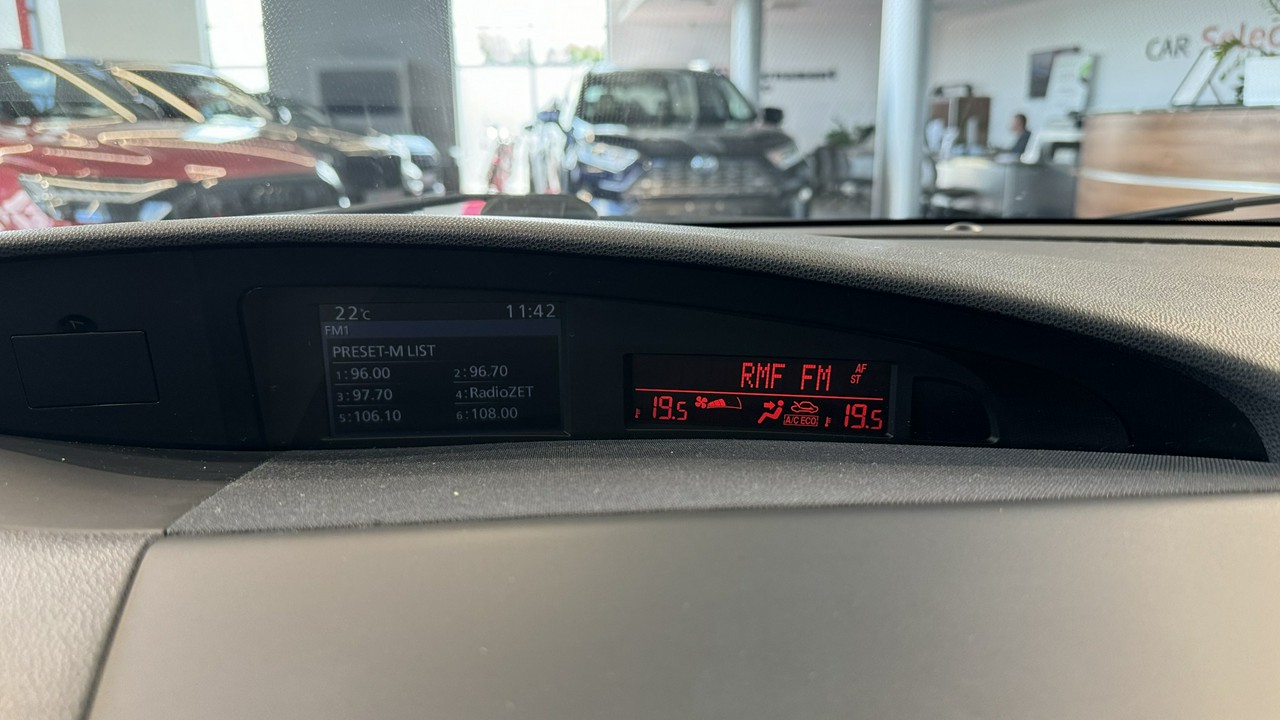 CAR Selec
22°C 11:42
FM1
PRESET-M LIST
1:96.00 2:96.70
3:97.70 4:RadioZET
5:106.10 6:108.00
RMF FM AF
ST
19.5 A/C ECO 19.5